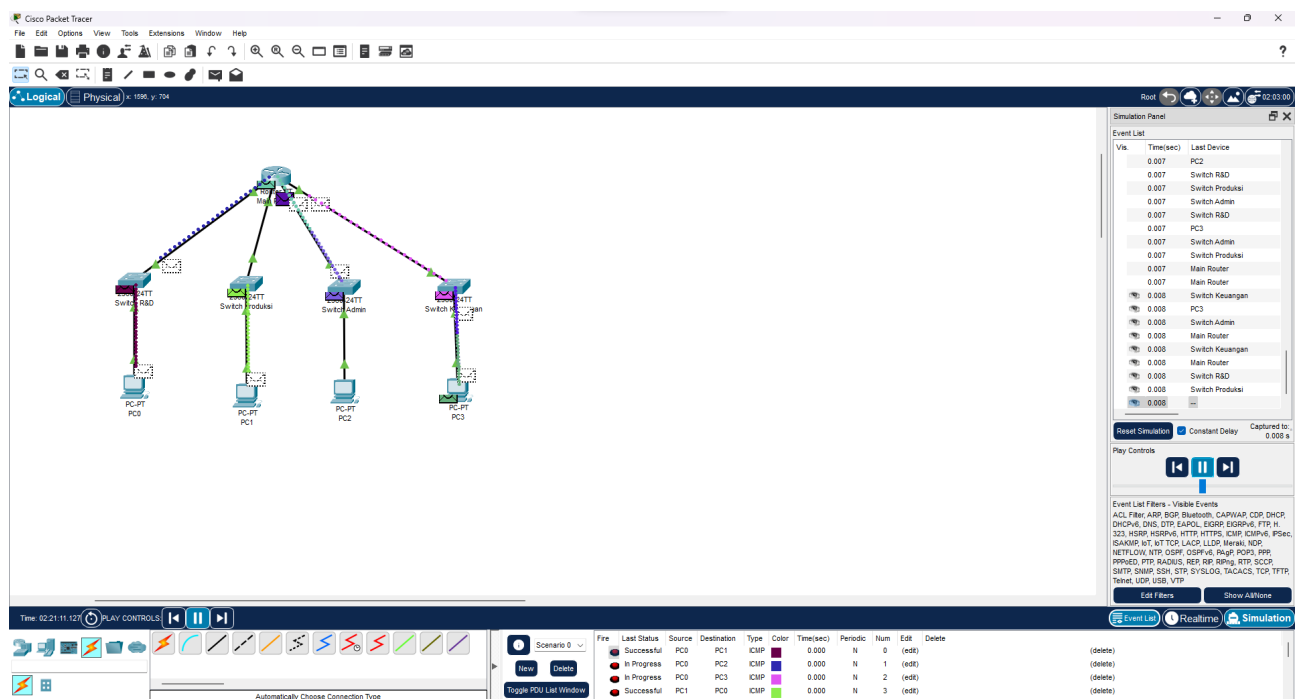 Cisco Packet Tracer
File Edit Options View Tools Extensions Window Help
?
Logical Physical x: 1596, y: 704 Root 02:03:00
Simulation Panel
Event List
Vis. Time(sec) Last Device
0.007 PC2
0.007 Switch R&D
0.007 Switch Produksi
0.007 Switch Admin
0.007 Switch R&D
0.007 PC3
0.007 Switch Admin
0.007 Switch Produksi
0.007 Main Router
0.007 Main Router
0.008 Switch Keuangan
0.008 PC3
0.008 Switch Admin
0.008 Main Router
0.008 Switch Keuangan
0.008 Main Router
0.008 Switch R&D
0.008 Switch Produksi
0.008 --
Reset Simulation Constant Delay Captured to:
0.008 s
Play Controls
Event List Filters - Visible Events
ACL Filter, ARP, BGP, Bluetooth, CAPWAP, CDP, DHCP,
DHCPv6, DNS, DTP, EAPOL, EIGRP, EIGRPv6, FTP, H.
323, HSRP, HSRPv6, HTTP, HTTPS, ICMP, ICMPv6, IPSec,
ISAKMP, IoT, IoT TCP, LACP, LLDP, Meraki, NDP,
NETFLOW, NTP, OSPF, OSPFv6, PAgP, POP3, PPP,
PPPoED, PTP, RADIUS, REP, RIP, RIPng, RTP, SCCP,
SMTP, SNMP, SSH, STP, SYSLOG, TACACS, TCP, TFTP,
Telnet, UDP, USB, VTP
Edit Filters Show All/None
Main
24TT
Switch R&D
24TT
Switch Produksi
24TT
Switch Admin
24TT
Switch
PC-PT
PC0
PC-PT
PC1
PC-PT
PC2
PC-PT
PC3
Time: 02:21:11.127 PLAY CONTROLS: Event List Realtime Simulation
Automatically Choose Connection Type
Scenario 0
New Delete
Toggle PDU List Window
Fire Last Status Source Destination Type Color Time(sec) Periodic Num Edit Delete
Successful PC0 PC1 ICMP 0.000 N 0 (edit) (delete)
In Progress PC0 PC2 ICMP 0.000 N 1 (edit) (delete)
In Progress PC0 PC3 ICMP 0.000 N 2 (edit) (delete)
Successful PC1 PC0 ICMP 0.000 N 3 (edit) (delete)